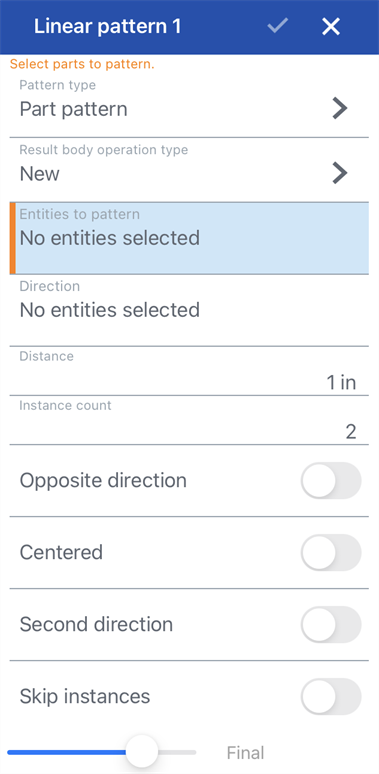 Linear pattern 1
Select parts to pattern.
Pattern type
Part pattern
Result body operation type
New
Entities to pattern
No entities selected
Direction
No entities selected
Distance
1 in
Instance count
2
Opposite direction
Centered
Second direction
Skip instances
Final